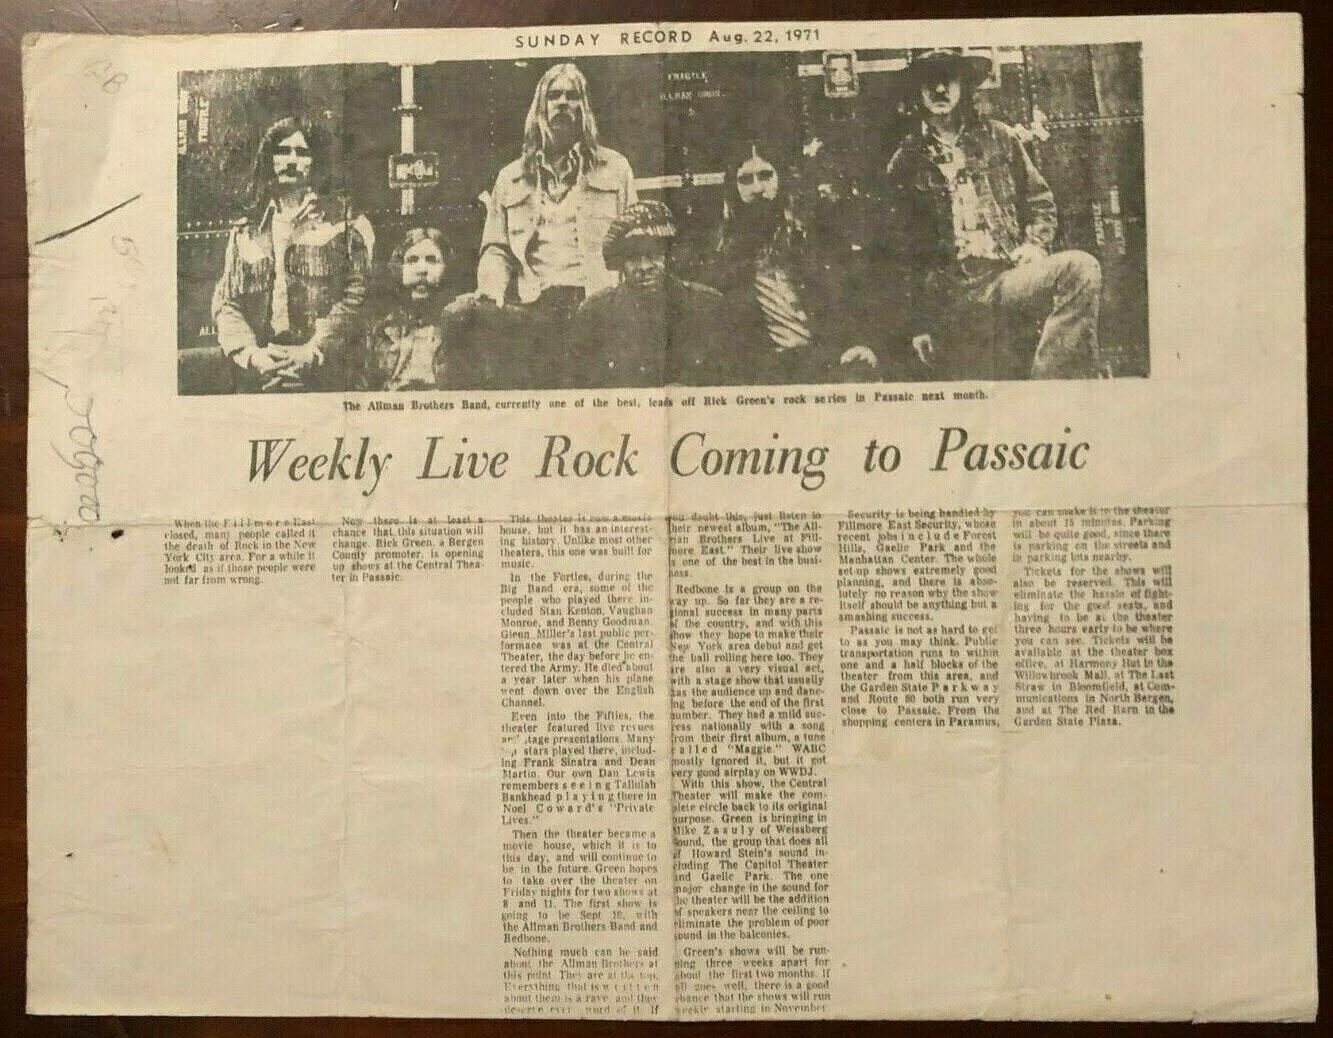 SUNDAY RECORD Aug. 22, 1971
FRAGILE
The Allman Brothers Band, currently one of the best, leads off Rick Green's rock series in Passaic next month.
Weekly Live Rock Coming to Passaic
When the Fillmore East
closed, many people called it
the death of Rock in the New
York City area. For a while it
looked as if those people were
not far from wrong.
Now there is at least a
chance that this situation will
change. Rick Green, a Bergen
County promoter, is opening
up shows at the Central Thea-
ter in Passaic.
This theater is now a movie
house, but it has an interest-
ing history. Unlike most other
theaters, this one was built for
music.
In the Forties, during the
Big Band era, some of the
people who played there in-
cluded Stan Kenton, Vaughan
Monroe, and Benny Goodman.
Glenn Miller's last public per-
formace was at the Central
Theater, the day before he en-
tered the Army. He died about
a year later when his plane
went down over the English
Channel.
Even into the Fifties, the
theater featured live revues
and stage presentations. Many
stars played there, includ-
ing Frank Sinatra and Dean
Martin. Our own Dan Lewis
remembers seeing Tallulah
Bankhead playing there in
Noel Coward's "Private
Lives."
Then the theater became a
movie house, which it is to
this day, and will continue to
be in the future. Green hopes
to take over the theater on
Friday nights for two shows at
8 and 11. The first show is
going to be Sept 10, with
the Allman Brothers Band and
Redbone.
Nothing much can be said
about the Allman Brothers at
this point. They are at the top.
Everything that is written
about them is a rave, and they
deserve every word of it. If
you doubt this, just listen to
their newest album, "The All-
man Brothers Live at Fill-
more East." Their live show
is one of the best in the busi-
ness.
Redbone is a group on the
way up. So far they are a re-
gional success in many parts
of the country, and with this
show they hope to make their
New York area debut and get
the ball rolling here too. They
are also a very visual act,
with a stage show that usually
has the audience up and danc-
ing before the end of the first
number. They had a mild suc-
cess nationally with a song
from their first album, a tune
called "Maggie." WABC
mostly ignored it, but it got
very good airplay on WWDJ.
With this show, the Central
Theater will make the com-
plete circle back to its original
purpose. Green is bringing in
Mike Zasuly of Weissberg
Sound, the group that does all
of Howard Stein's sound in-
cluding The Capitol Theater
and Gaelic Park. The one
major change in the sound for
the theater will be the addition
of speakers near the ceiling to
eliminate the problem of poor
sound in the balconies.
Green's shows will be run-
ning three weeks apart for
about the first two months. If
all goes well, there is a good
chance that the shows will run
weekly starting in November
Security is being handled by
Fillmore East Security, whose
recent jobs include Forest
Hills, Gaelic Park and the
Manhattan Center. The whole
set-up shows extremely good
planning, and there is abso-
lutely no reason why the show
itself should be anything but a
smashing success.
Passaic is not as hard to get
to as you may think. Public
transportation runs to within
one and a half blocks of the
theater from this area, and
the Garden State Parkway
and Route 80 both run very
close to Passaic. From the
shopping centers in Paramus,
you can make it to the theater
in about 15 minutes. Parking
will be quite good, since there
is parking on the streets and
in parking lots nearby.
Tickets for the shows will
also be reserved. This will
eliminate the hassle of fight-
ing for the good seats, and
having to be at the theater
three hours early to be where
you can see. Tickets will be
available at the theater box
office, at Harmony Hut in the
Willowbrook Mall, at The Last
Straw in Bloomfield, at Com-
munications in North Bergen,
and at The Red Barn in the
Garden State Plaza.